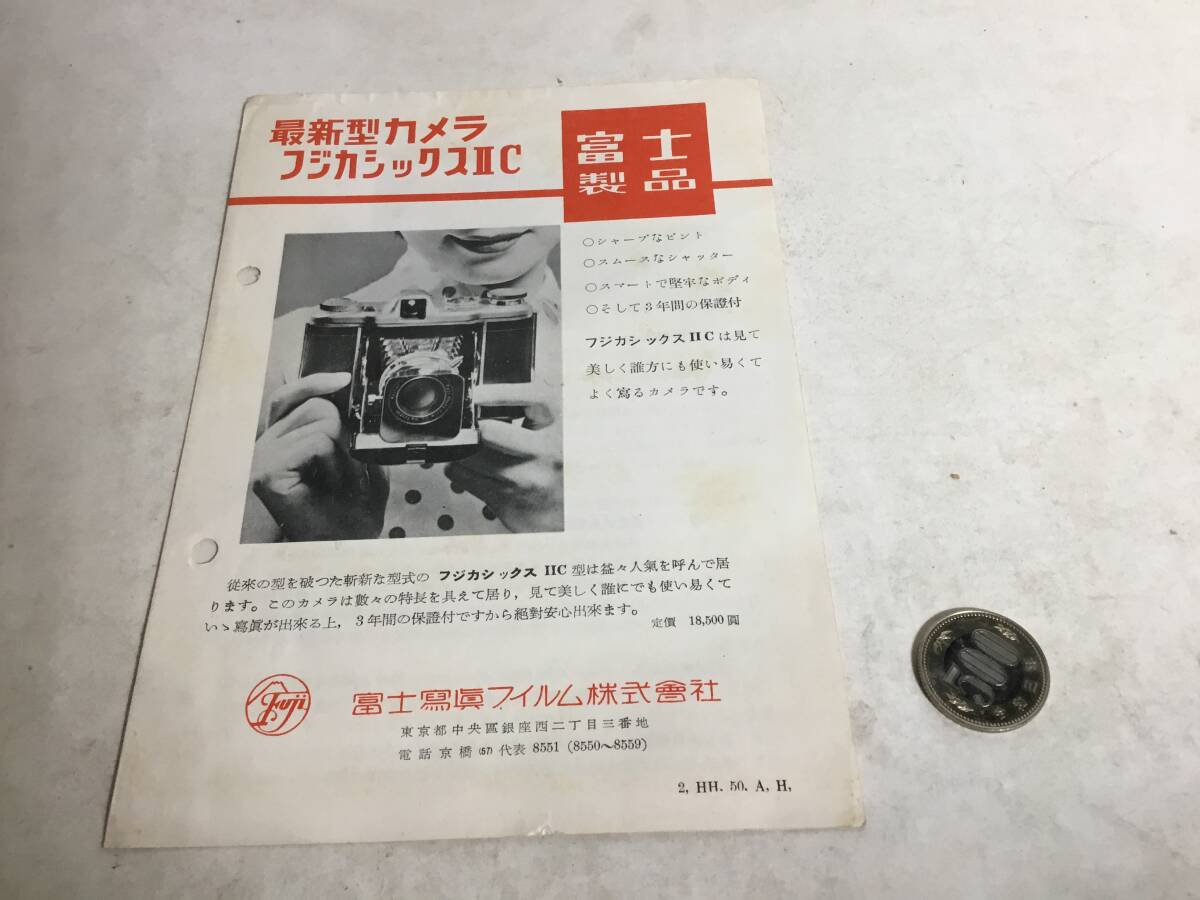 最新型カメラ
フジカシックスⅡC
富士
製品
○シャープなピント
○スムースなシャッター
○スマートで堅牢なボディ
○そして3年間の保證付
フジカシックスⅡCは見て
美しく誰方にも使い易くて
よく寫るカメラです。
従來の型を破つた斬新な型式の フジカシックス ⅡC 型は益々人氣を呼んで居
ります。このカメラは數々の特長を具えて居り，見て美しく誰にでも使い易くて
いゝ寫眞が出來る上，3年間の保證付ですから絕對安心出來ます。
定價 18,500圓
Fuji
富士寫眞フイルム株式會社
東京都中央區銀座西二丁目三番地
電話京橋(57)代表 8551 (8550〜8559)
2, HH. 50. A, H,
500